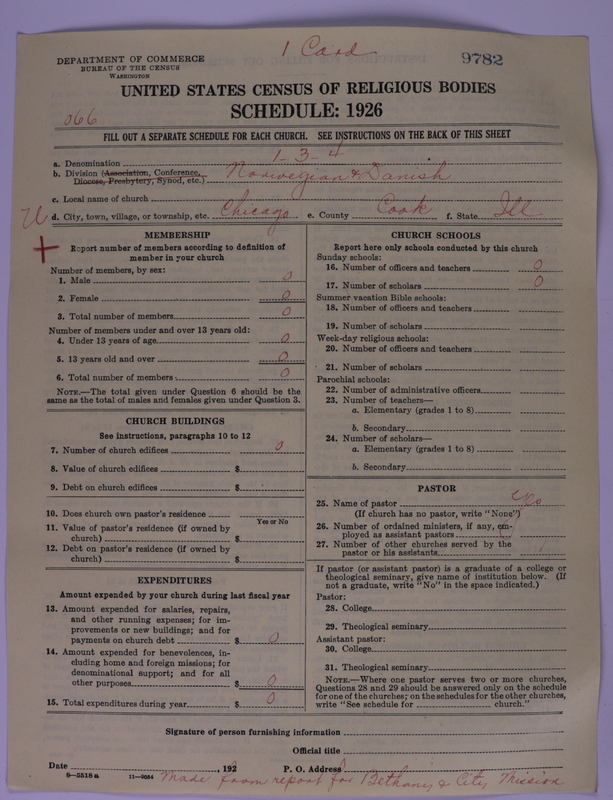 1 Card
9782
DEPARTMENT OF COMMERCE
BUREAU OF THE CENSUS
WASHINGTON
UNITED STATES CENSUS OF RELIGIOUS BODIES
SCHEDULE: 1926
066
FILL OUT A SEPARATE SCHEDULE FOR EACH CHURCH. SEE INSTRUCTIONS ON THE BACK OF THIS SHEET
a. Denomination 1-3-4
b. Division (Association, Conference, Diocese, Presbytery, Synod, etc.) Norwegian & Danish
c. Local name of church
d. City, town, village, or township, etc. Chicago e. County Cook f. State Ill
MEMBERSHIP
Report number of members according to definition of
member in your church
Number of members, by sex:
1. Male 0
2. Female 0
3. Total number of members 0
Number of members under and over 13 years old:
4. Under 13 years of age 0
5. 13 years old and over 0
6. Total number of members 0
NOTE.—The total given under Question 6 should be
same as the total of males and females given under Question 3.
CHURCH BUILDINGS
See instructions, paragraphs 10 to 12
7. Number of church edifices 0
8. Value of church edifices $
9. Debt on church edifices $
10. Does church own pastor's residence
Yes or No
11. Value of pastor's residence (if owned by
church) $
12. Debt on pastor's residence (if owned by
church) $
EXPENDITURES
Amount expended by your church during last fiscal year
13. Amount expended for salaries, repairs,
and other running expenses; for im-
provements or new buildings; and for
payments on church debt $ 0
14. Amount expended for benevolences, in-
cluding home and foreign missions; for
denominational support; and for all
other purposes $ 0
15. Total expenditures during year $ 0
CHURCH SCHOOLS
Report here only schools conducted by this church
Sunday schools:
16. Number of officers and teachers 0
17. Number of scholars 0
Summer vacation Bible schools:
18. Number of officers and teachers
19. Number of scholars
Week-day religious schools:
20. Number of officers and teachers
21. Number of scholars
Parochial schools:
22. Number of administrative officers
23. Number of teachers—
a. Elementary (grades 1 to 8)
b. Secondary
24. Number of scholars—
a. Elementary (grades 1 to 8)
b. Secondary
PASTOR
25. Name of pastor No
(If church has no pastor, write "None")
26. Number of ordained ministers, if any, em-
ployed as assistant pastors
27. Number of other churches served by the
pastor or his assistants
If pastor (or assistant pastor) is a graduate of a college or
theological seminary, give name of institution below. (If
not a graduate, write "No" in the space indicated.)
Pastor:
28. College
29. Theological seminary
Assistant pastor:
30. College
31. Theological seminary
NOTE.—Where one pastor serves two or more churches,
Questions 28 and 29 should be answered only on the schedule
for one of the churches; on the schedules for the other churches,
write "See schedule for church."
Signature of person furnishing information
Official title
Date , 192 P. O. Address
8-5518a 11-9084 Made from report for Bethany & City Mission